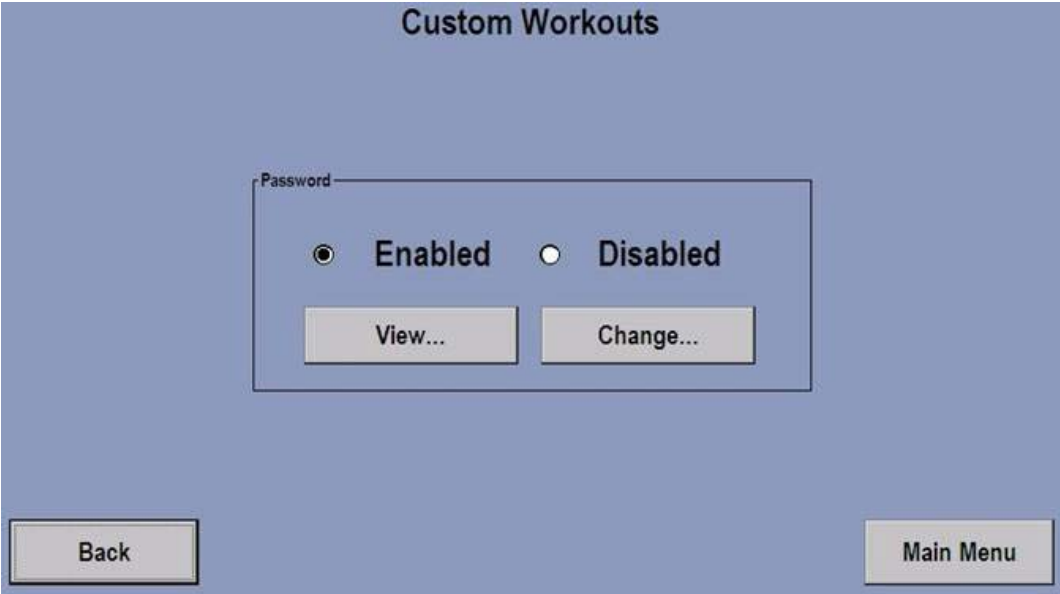 Custom Workouts
Password
Enabled Disabled
View... Change...
Back Main Menu